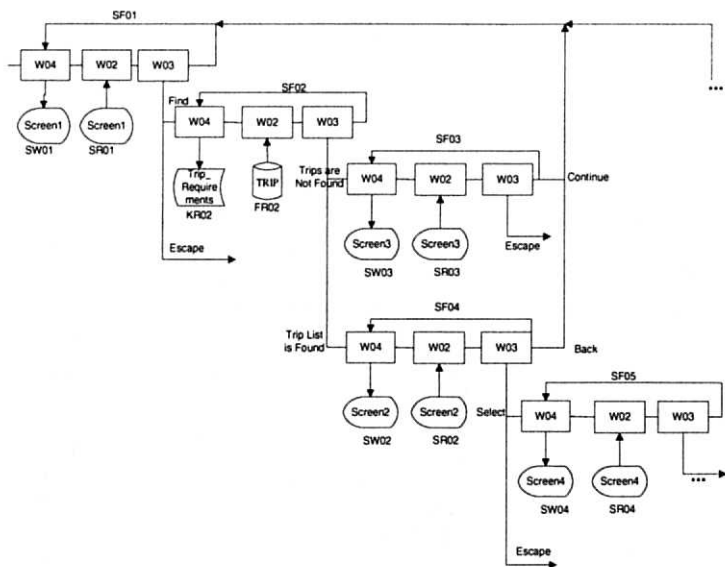 SF01
W04
W02
W03
...
Screen1
Screen1
SW01
SR01
Find
SF02
W04
W02
W03
Trip_
Require
ments
KR02
TRIP
FR02
Escape
SF03
Trips are
Not Found
W04
W02
W03
Continue
Screen3
Screen3
Escape
SW03
SR03
SF04
Trip List
is Found
W04
W02
W03
Back
Screen2
Screen2
SW02
SR02
SF05
Select
W04
W02
W03
Screen4
Screen4
...
SW04
SR04
Escape